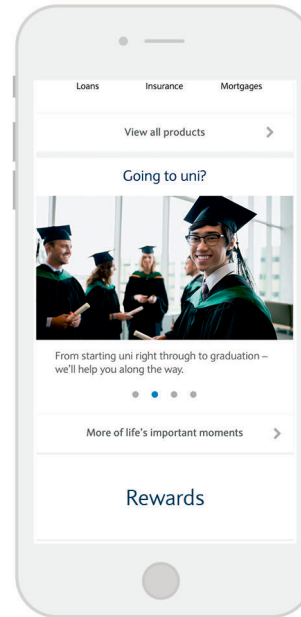 Loans Insurance Mortgages
View all products
Going to uni?
From starting uni right through to graduation –
we'll help you along the way.
More of life's important moments
Rewards